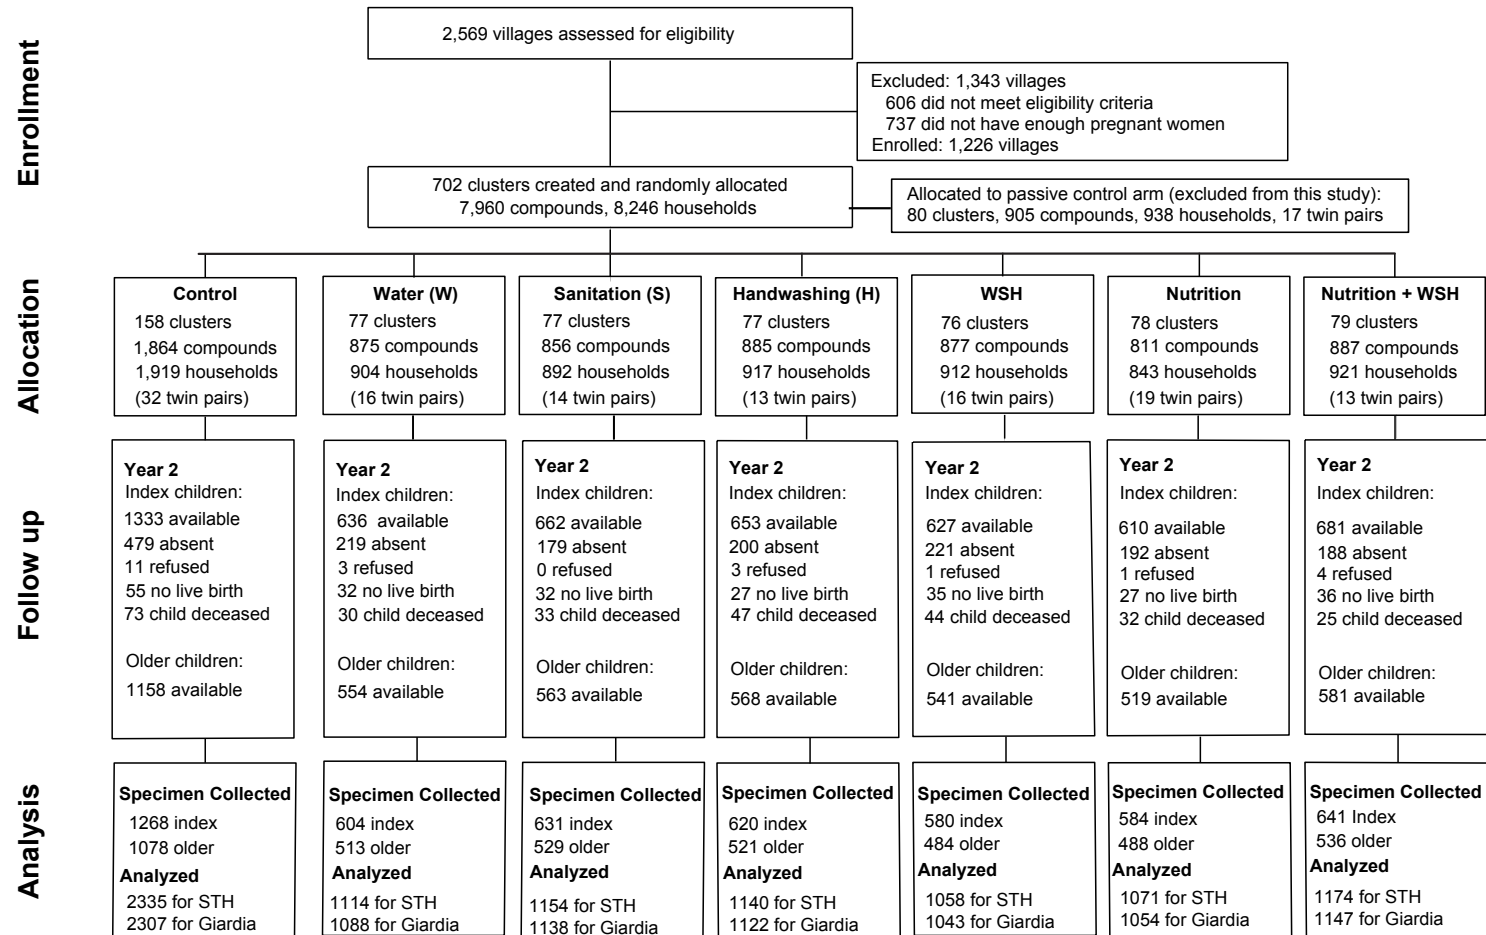 Enrollment
2,569 villages assessed for eligibility
Excluded: 1,343 villages
606 did not meet eligibility criteria
737 did not have enough pregnant women
Enrolled: 1,226 villages
702 clusters created and randomly allocated
7,960 compounds, 8,246 households
Allocated to passive control arm (excluded from this study):
80 clusters, 905 compounds, 938 households, 17 twin pairs
Allocation
Control
158 clusters
1,864 compounds
1,919 households
(32 twin pairs)
Water (W)
77 clusters
875 compounds
904 households
(16 twin pairs)
Sanitation (S)
77 clusters
856 compounds
892 households
(14 twin pairs)
Handwashing (H)
77 clusters
885 compounds
917 households
(13 twin pairs)
WSH
76 clusters
877 compounds
912 households
(16 twin pairs)
Nutrition
78 clusters
811 compounds
843 households
(19 twin pairs)
Nutrition + WSH
79 clusters
887 compounds
921 households
(13 twin pairs)
Follow up
Year 2
Index children:
1333 available
479 absent
11 refused
55 no live birth
73 child deceased
Older children:
1158 available
Year 2
Index children:
636 available
219 absent
3 refused
32 no live birth
30 child deceased
Older children:
554 available
Year 2
Index children:
662 available
179 absent
0 refused
32 no live birth
33 child deceased
Older children:
563 available
Year 2
Index children:
653 available
200 absent
3 refused
27 no live birth
47 child deceased
Older children:
568 available
Year 2
Index children:
627 available
221 absent
1 refused
35 no live birth
44 child deceased
Older children:
541 available
Year 2
Index children:
610 available
192 absent
1 refused
27 no live birth
32 child deceased
Older children:
519 available
Year 2
Index children:
681 available
188 absent
4 refused
36 no live birth
25 child deceased
Older children:
581 available
Analysis
Specimen Collected
1268 index
1078 older
Analyzed
2335 for STH
2307 for Giardia
Specimen Collected
604 index
513 older
Analyzed
1114 for STH
1088 for Giardia
Specimen Collected
631 index
529 older
Analyzed
1154 for STH
1138 for Giardia
Specimen Collected
620 index
521 older
Analyzed
1140 for STH
1122 for Giardia
Specimen Collected
580 index
484 older
Analyzed
1058 for STH
1043 for Giardia
Specimen Collected
584 index
488 older
Analyzed
1071 for STH
1054 for Giardia
Specimen Collected
641 Index
536 older
Analyzed
1174 for STH
1147 for Giardia